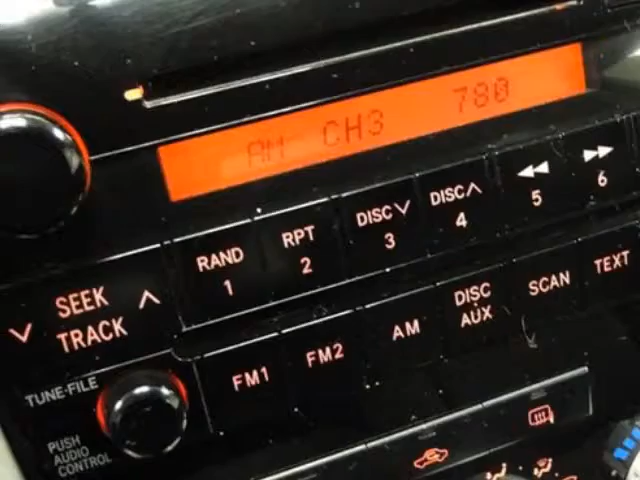 AM CH3 780
RAND
1
RPT
2
DISC
3
DISC
4
5
6
SEEK
TRACK
FM1
FM2
AM
DISC
AUX
SCAN
TEXT
TUNE·FILE
PUSH
AUDIO
CONTROL